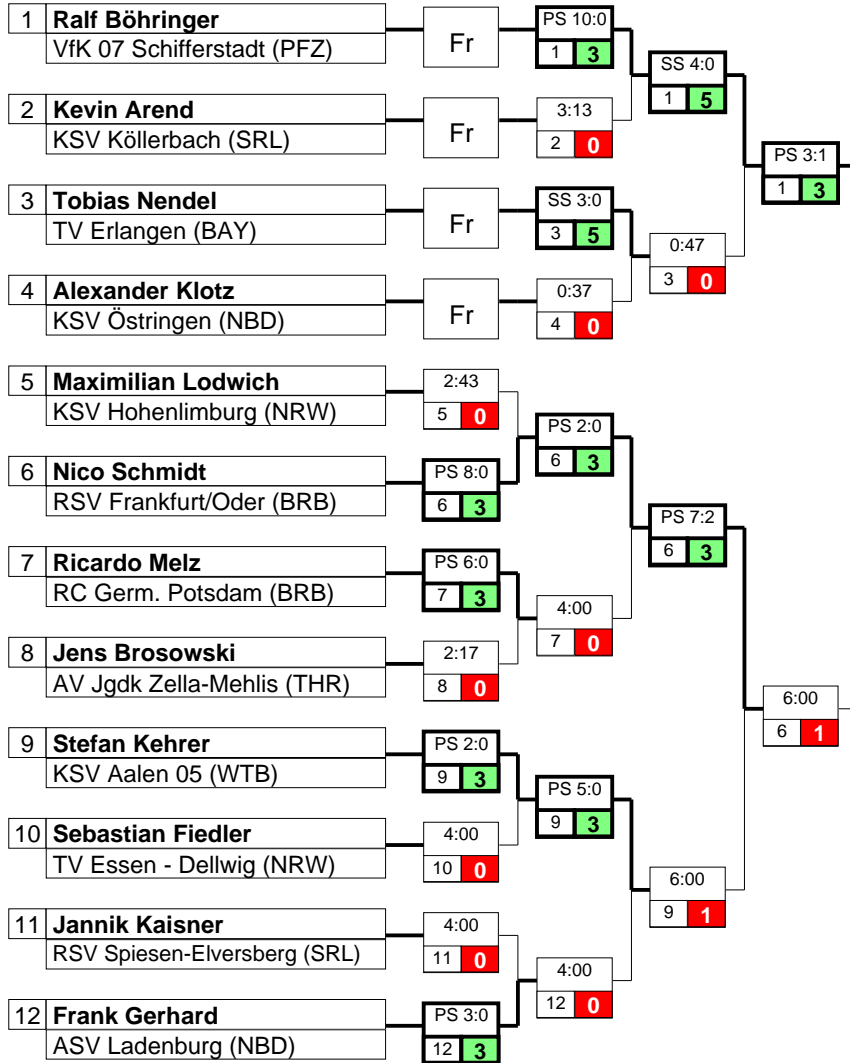 1 Ralf Böhringer
VfK 07 Schifferstadt (PFZ)
Fr
PS 10:0
1 3
SS 4:0
1 5
2 Kevin Arend
KSV Köllerbach (SRL)
Fr
3:13
2 0
PS 3:1
1 3
3 Tobias Nendel
TV Erlangen (BAY)
Fr
SS 3:0
3 5
0:47
3 0
4 Alexander Klotz
KSV Östringen (NBD)
Fr
0:37
4 0
5 Maximilian Lodwich
KSV Hohenlimburg (NRW)
2:43
5 0
PS 2:0
6 3
6 Nico Schmidt
RSV Frankfurt/Oder (BRB)
PS 8:0
6 3
PS 7:2
6 3
7 Ricardo Melz
RC Germ. Potsdam (BRB)
PS 6:0
7 3
4:00
7 0
8 Jens Brosowski
AV Jgdk Zella-Mehlis (THR)
2:17
8 0
6:00
6 1
9 Stefan Kehrer
KSV Aalen 05 (WTB)
PS 2:0
9 3
PS 5:0
9 3
10 Sebastian Fiedler
TV Essen - Dellwig (NRW)
4:00
10 0
6:00
9 1
11 Jannik Kaisner
RSV Spiesen-Elversberg (SRL)
4:00
11 0
4:00
12 0
12 Frank Gerhard
ASV Ladenburg (NBD)
PS 3:0
12 3